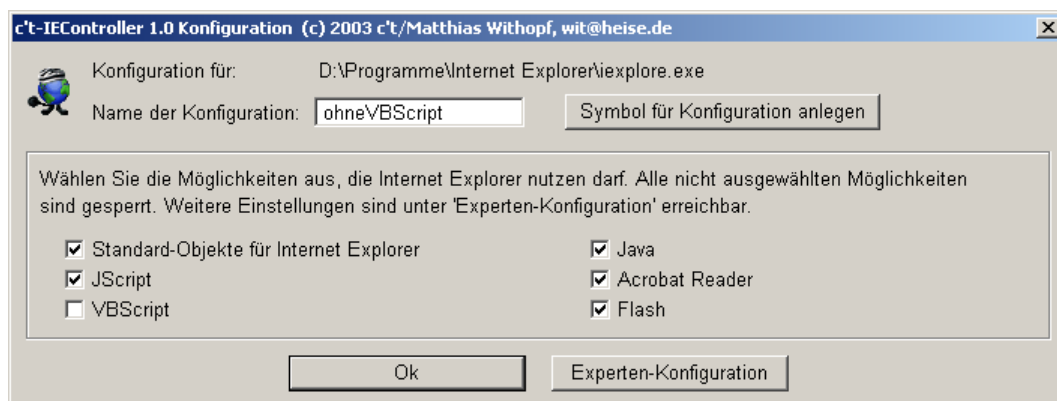 c't-IEController 1.0 Konfiguration (c) 2003 c't/Matthias Withopf, wit@heise.de
Konfiguration für: D:\Programme\Internet Explorer\iexplore.exe
Name der Konfiguration: ohneVBScript Symbol für Konfiguration anlegen
Wählen Sie die Möglichkeiten aus, die Internet Explorer nutzen darf. Alle nicht ausgewählten Möglichkeiten
sind gesperrt. Weitere Einstellungen sind unter 'Experten-Konfiguration' erreichbar.
Standard-Objekte für Internet Explorer Java
JScript Acrobat Reader
VBScript Flash
Ok Experten-Konfiguration